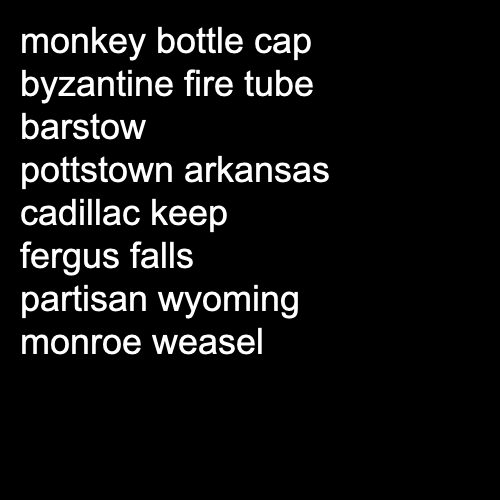 monkey bottle cap
byzantine fire tube
barstow
pottstown arkansas
cadillac keep
fergus falls
partisan wyoming
monroe weasel